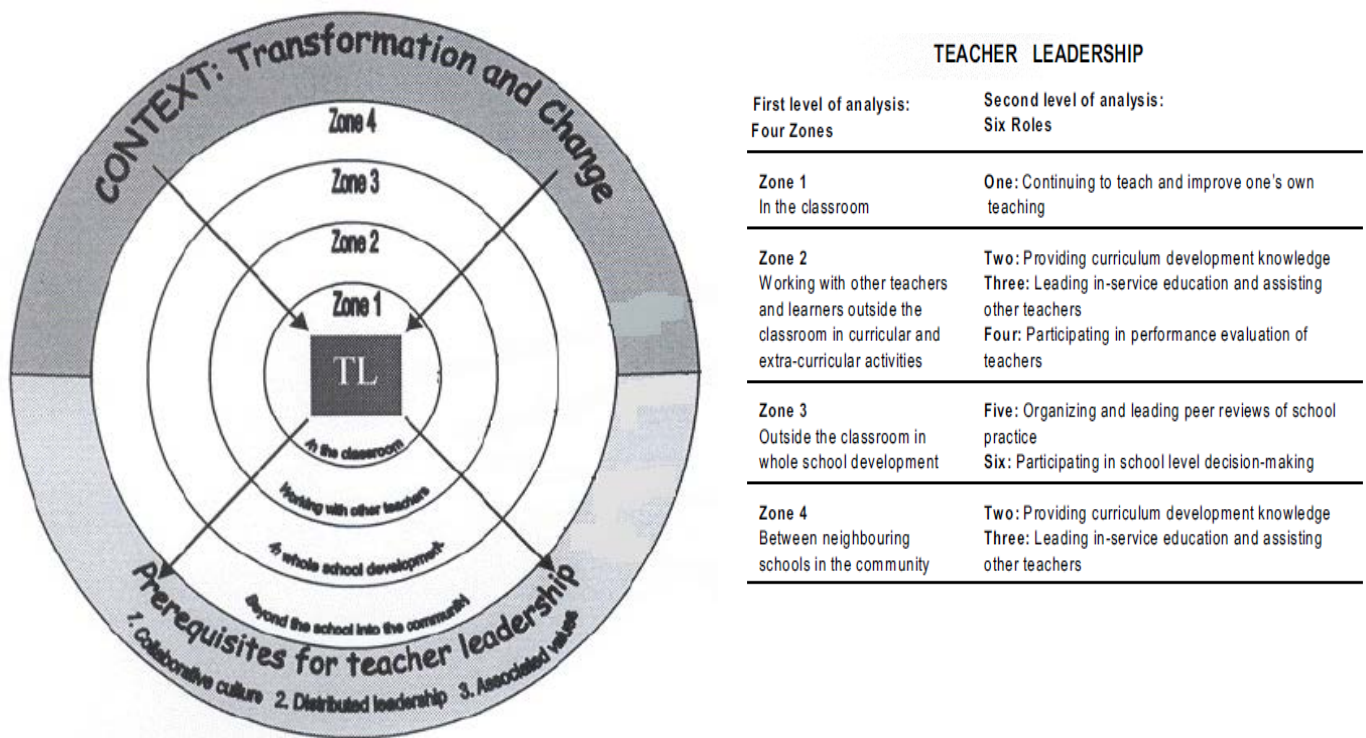 CONTEXT: Transformation and Change
Zone 4
Zone 3
Zone 2
Zone 1
TL
In the classroom
Working with other teachers
In whole school development
Beyond the school into the community
Prerequisites for teacher leadership
1. Collaborative culture 2. Distributed leadership 3. Associated values
TEACHER LEADERSHIP
First level of analysis:
Four Zones
Second level of analysis:
Six Roles
Zone 1
In the classroom
One: Continuing to teach and improve one's own
teaching
Zone 2
Working with other teachers
and learners outside the
classroom in curricular and
extra-curricular activities
Two: Providing curriculum development knowledge
Three: Leading in-service education and assisting
other teachers
Four: Participating in performance evaluation of
teachers
Zone 3
Outside the classroom in
whole school development
Five: Organizing and leading peer reviews of school
practice
Six: Participating in school level decision-making
Zone 4
Between neighbouring
schools in the community
Two: Providing curriculum development knowledge
Three: Leading in-service education and assisting
other teachers